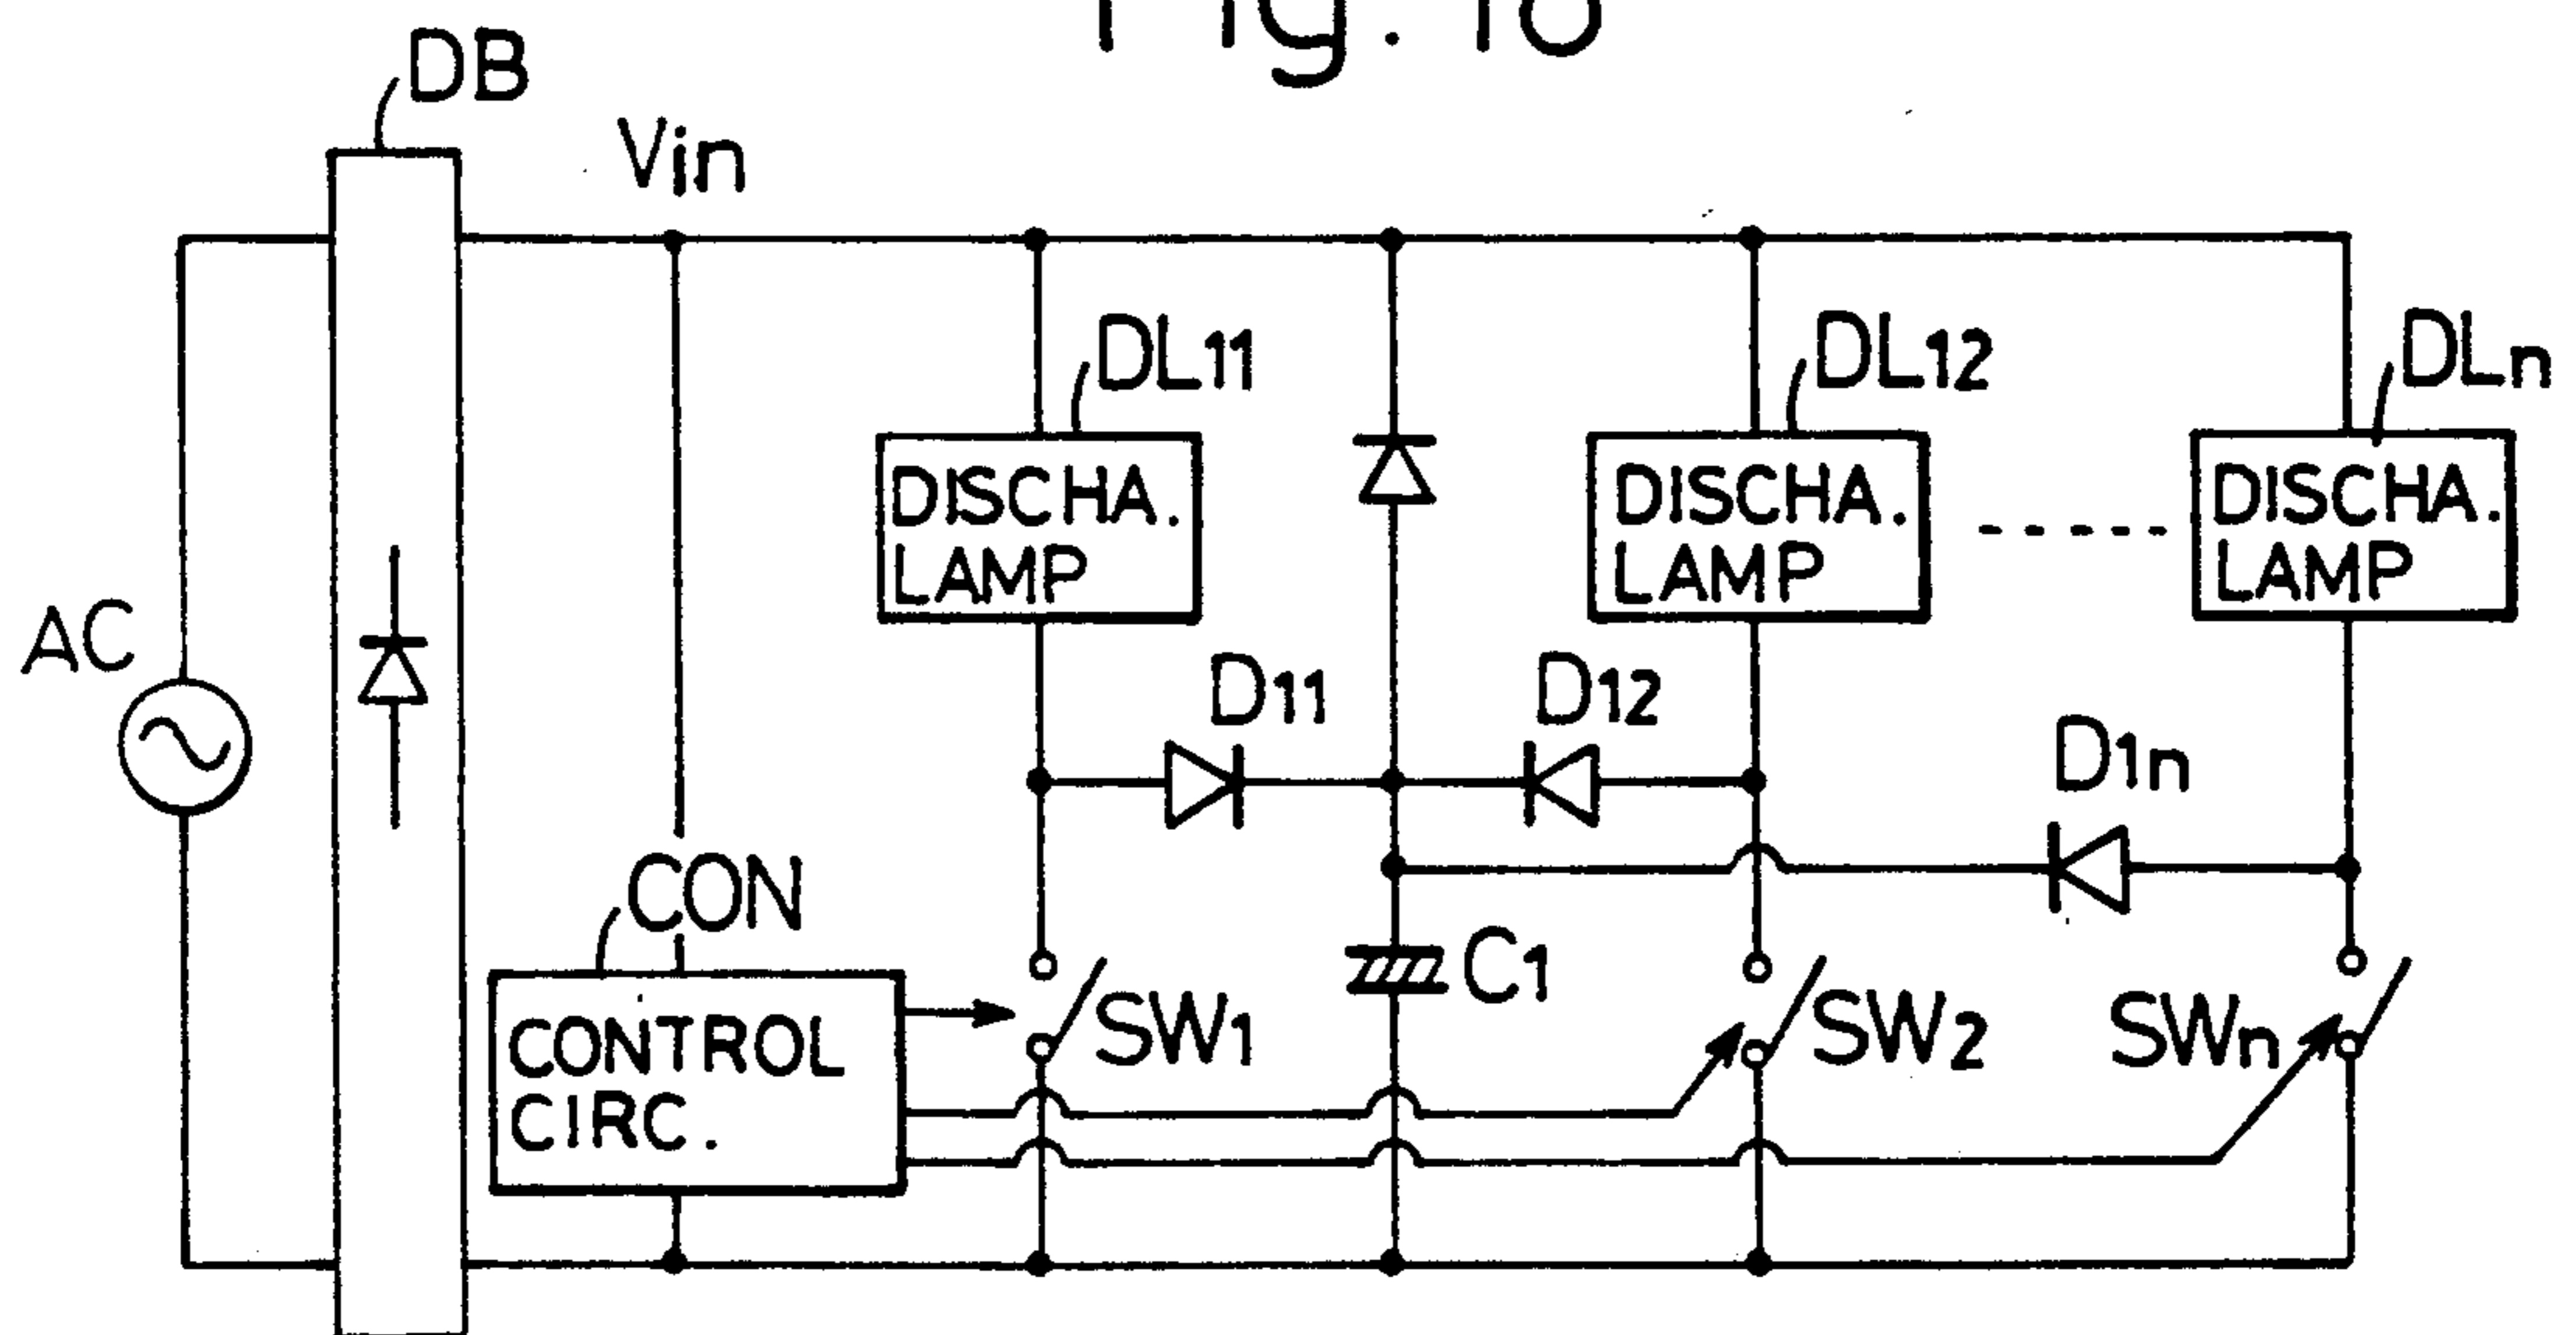 Fig.
DB
Vin
DL11
DL12
DLn
DISCHA.
LAMP
DISCHA.
LAMP
DISCHA.
LAMP
AC
D11
D12
D1n
CON
C1
CONTROL
CIRC.
SW1
SW2
SWn